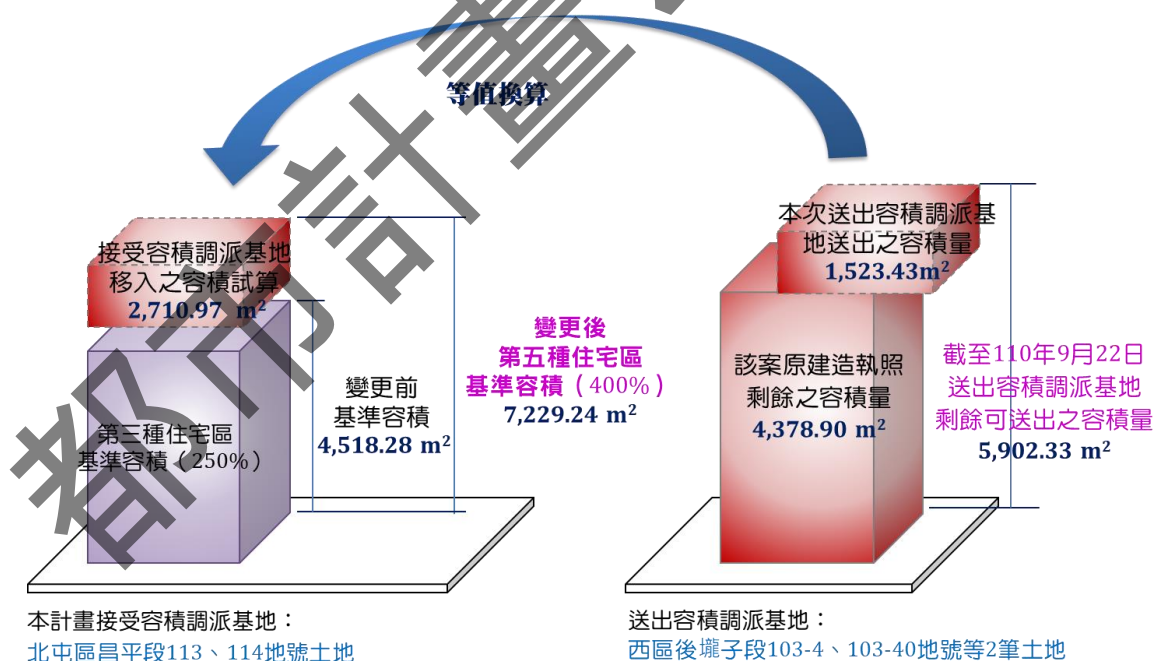 等值換算
接受容積調派基地
移入之容積試算
2,710.97 m²
第三種住宅區
基準容積（250%）
變更前
基準容積
4,518.28 m²
變更後
第五種住宅區
基準容積（400%）
7,229.24 m²
本次送出容積調派基
地送出之容積量
1,523.43m²
該案原建造執照
剩餘之容積量
4,378.90 m²
截至110年9月22日
送出容積調派基地
剩餘可送出之容積量
5,902.33 m²
本計畫接受容積調派基地：
北屯區昌平段113、114地號土地
送出容積調派基地：
西區後壠子段103-4、103-40地號等2筆土地
都市計畫